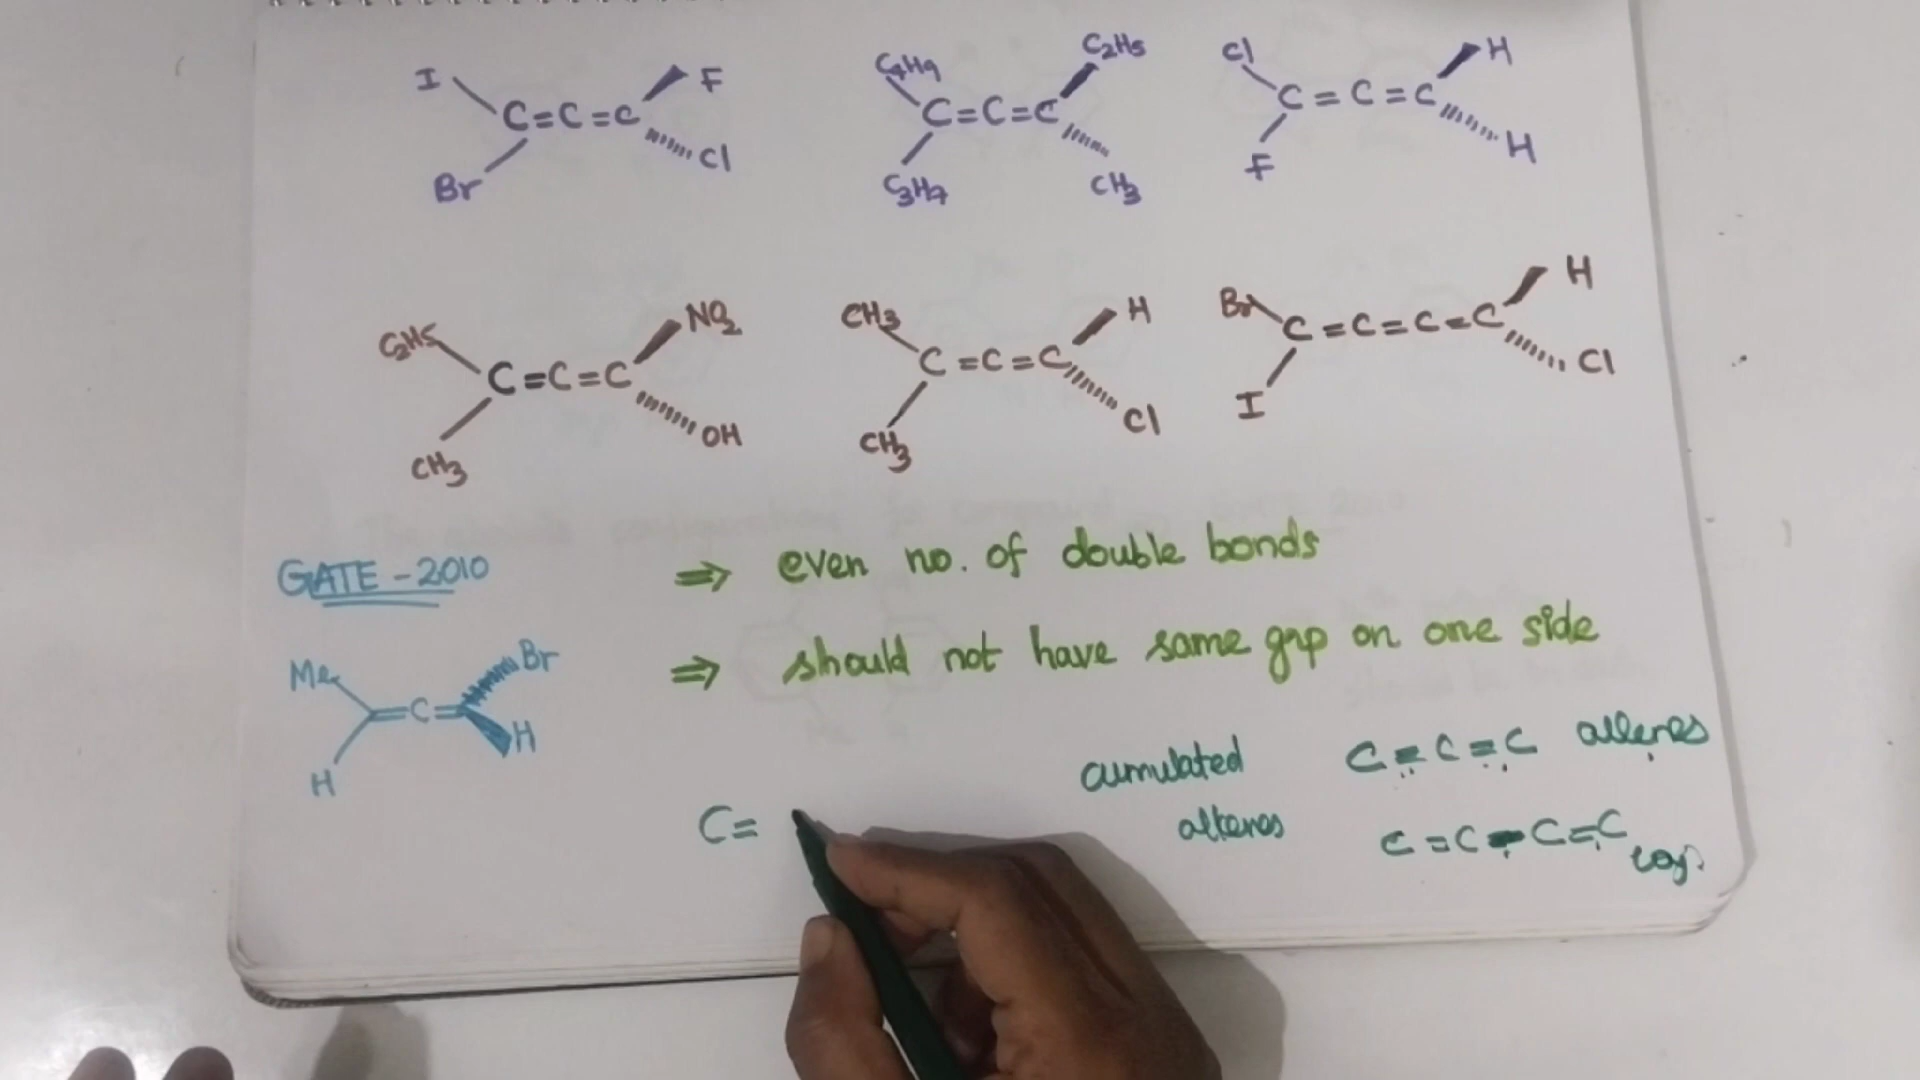 I F
C=C=C
Br Cl
C4H9 C2H5
C=C=C
C3H7 CH3
Cl H
C=C=C
F H
C2H5 NO2
C=C=C
CH3 OH
CH3 H
C=C=C
CH3 Cl
Br H
C=C=C=C
I Cl
GATE-2010
Me Br
=C=
H H
⇒ even no. of double bonds
⇒ should not have same grp on one side
cumulated C=C=C allenes
alkenes C=C-C=C conj.
C=